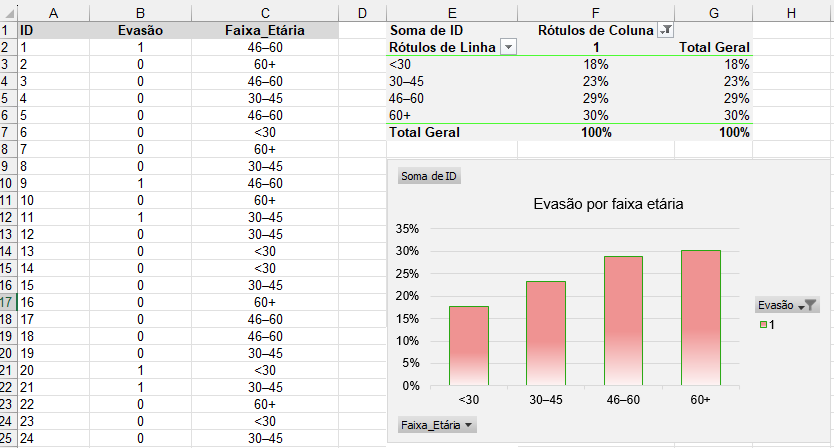 A B C D E F G H
1 ID Evasão Faixa_Etária Soma de ID Rótulos de Coluna
2 1 1 46–60 Rótulos de Linha 1 Total Geral
3 2 0 60+ <30 18% 18%
4 3 0 46–60 30–45 23% 23%
5 4 0 30–45 46–60 29% 29%
6 5 0 46–60 60+ 30% 30%
7 6 0 <30 Total Geral 100% 100%
8 7 0 60+
9 8 0 30–45
10 9 1 46–60
11 10 0 60+
12 11 1 30–45
13 12 0 30–45
14 13 0 <30
15 14 0 <30
16 15 0 30–45
17 16 0 60+
18 17 0 46–60
19 18 0 46–60
20 19 0 30–45
21 20 1 <30
22 21 1 30–45
23 22 0 60+
24 23 0 <30
25 24 0 30–45
Soma de ID
Evasão por faixa etária
35%
30%
25%
20%
15%
10%
5%
0%
<30 30–45 46–60 60+
Evasão
1
Faixa_Etária